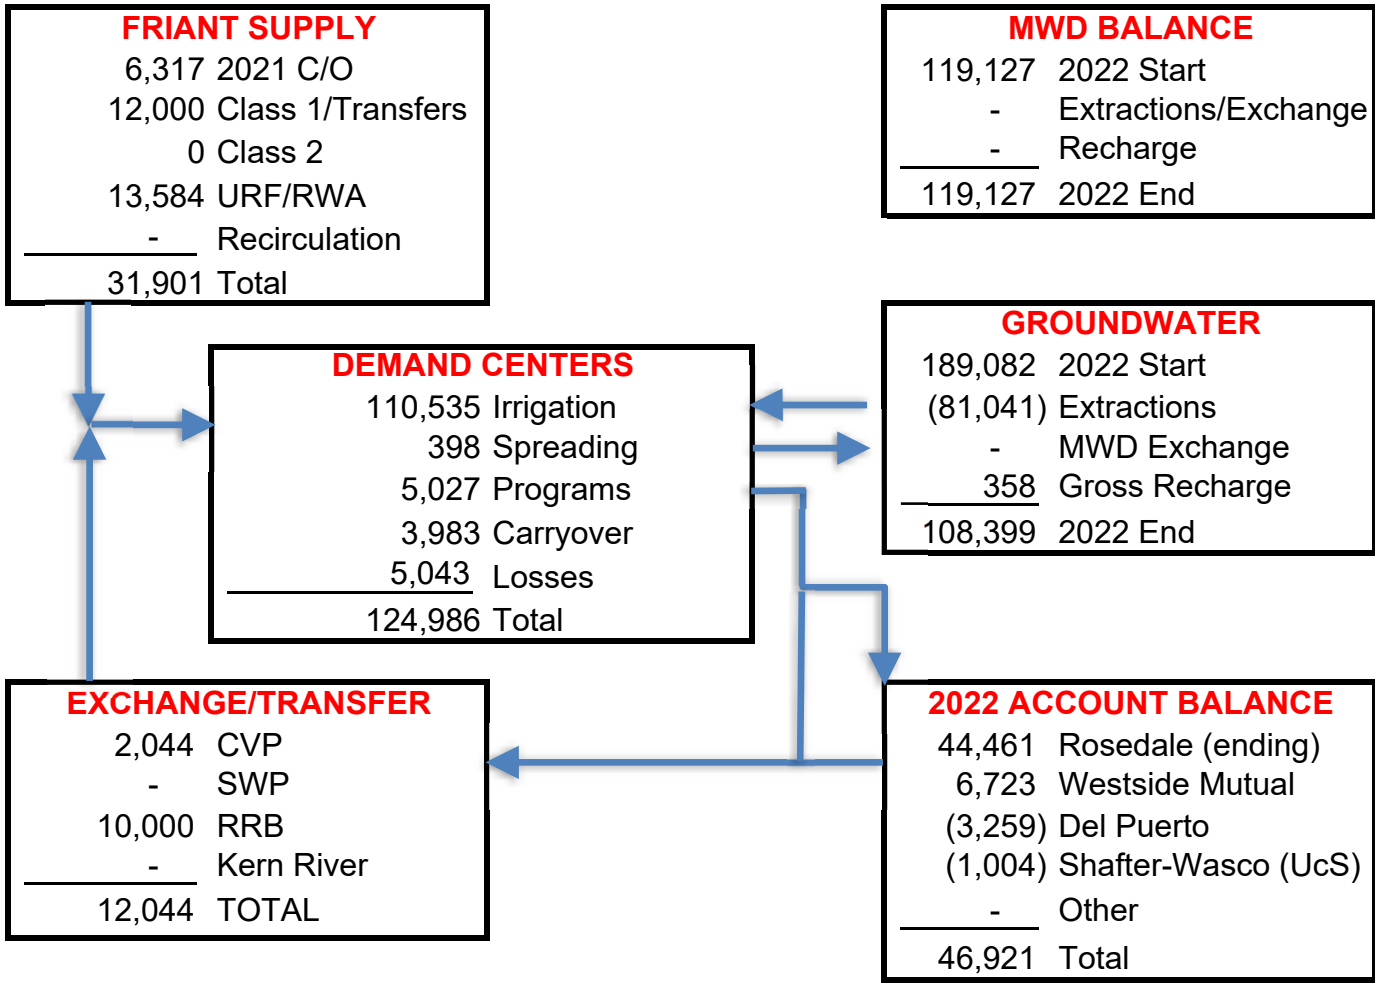 FRIANT SUPPLY
6,317 2021 C/O
12,000 Class 1/Transfers
0 Class 2
13,584 URF/RWA
- Recirculation
31,901 Total
MWD BALANCE
119,127 2022 Start
- Extractions/Exchange
- Recharge
119,127 2022 End
DEMAND CENTERS
110,535 Irrigation
398 Spreading
5,027 Programs
3,983 Carryover
5,043 Losses
124,986 Total
GROUNDWATER
189,082 2022 Start
(81,041) Extractions
- MWD Exchange
358 Gross Recharge
108,399 2022 End
EXCHANGE/TRANSFER
2,044 CVP
- SWP
10,000 RRB
- Kern River
12,044 TOTAL
2022 ACCOUNT BALANCE
44,461 Rosedale (ending)
6,723 Westside Mutual
(3,259) Del Puerto
(1,004) Shafter-Wasco (UcS)
- Other
46,921 Total